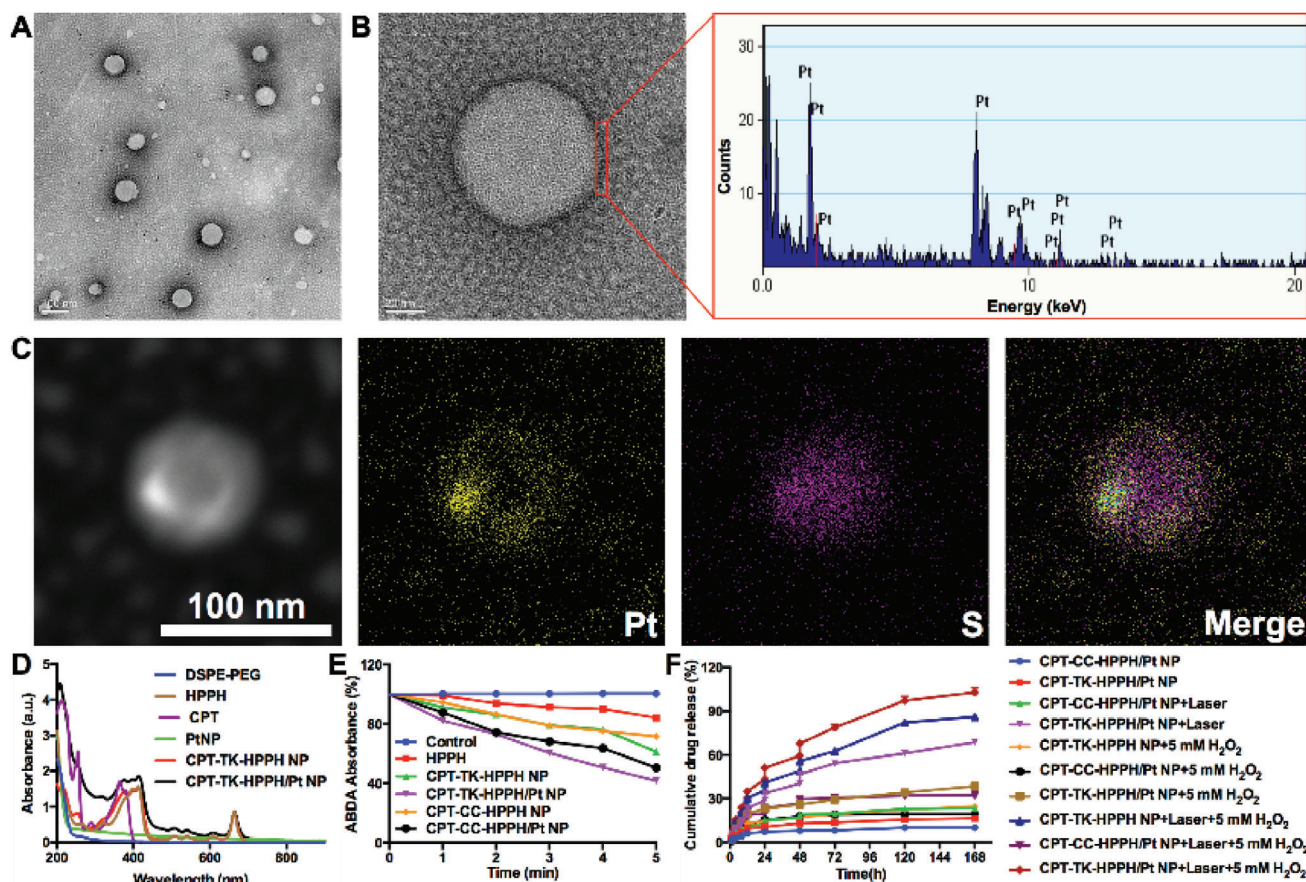 A
B
30
20
10
Counts
Pt
Pt
Pt
Pt
Pt
Pt
Pt
Pt
Pt
Pt
Pt
0.0
10
20
Energy (keV)
C
100 nm
Pt
S
Merge
D
5
4
3
2
1
0
Absorbance (a.u.)
DSPE-PEG
HPPH
CPT
PtNP
CPT-TK-HPPH NP
CPT-TK-HPPH/Pt NP
200
400
600
800
Wavelength (nm)
E
120
80
40
0
ABDA Absorbance (%)
Control
HPPH
CPT-TK-HPPH NP
CPT-TK-HPPH/Pt NP
CPT-CC-HPPH NP
CPT-CC-HPPH/Pt NP
0
1
2
3
4
5
Time (min)
F
120
90
60
30
0
Cumulative drug release (%)
0
24
48
72
96
120
144
168
Time(h)
CPT-CC-HPPH/Pt NP
CPT-TK-HPPH/Pt NP
CPT-CC-HPPH/Pt NP+Laser
CPT-TK-HPPH/Pt NP+Laser
CPT-TK-HPPH NP+5 mM H₂O₂
CPT-CC-HPPH/Pt NP+5 mM H₂O₂
CPT-TK-HPPH/Pt NP+5 mM H₂O₂
CPT-TK-HPPH NP+Laser+5 mM H₂O₂
CPT-CC-HPPH/Pt NP+Laser+5 mM H₂O₂
CPT-TK-HPPH/Pt NP+Laser+5 mM H₂O₂